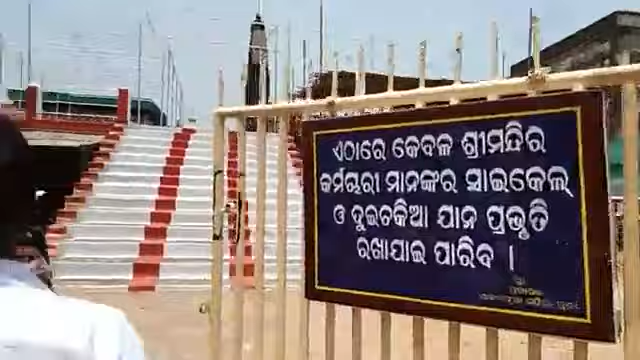 ଏଠାରେ କେବଳ ଶ୍ରୀମନ୍ଦିର
କର୍ମଚାରୀ ମାନଙ୍କର ସାଇକେଲ୍
ଓ ଦୁଇଚକିଆ ଯାନ ପ୍ରଭୃତି
ରଖାଯାଇ ପାରିବ ।